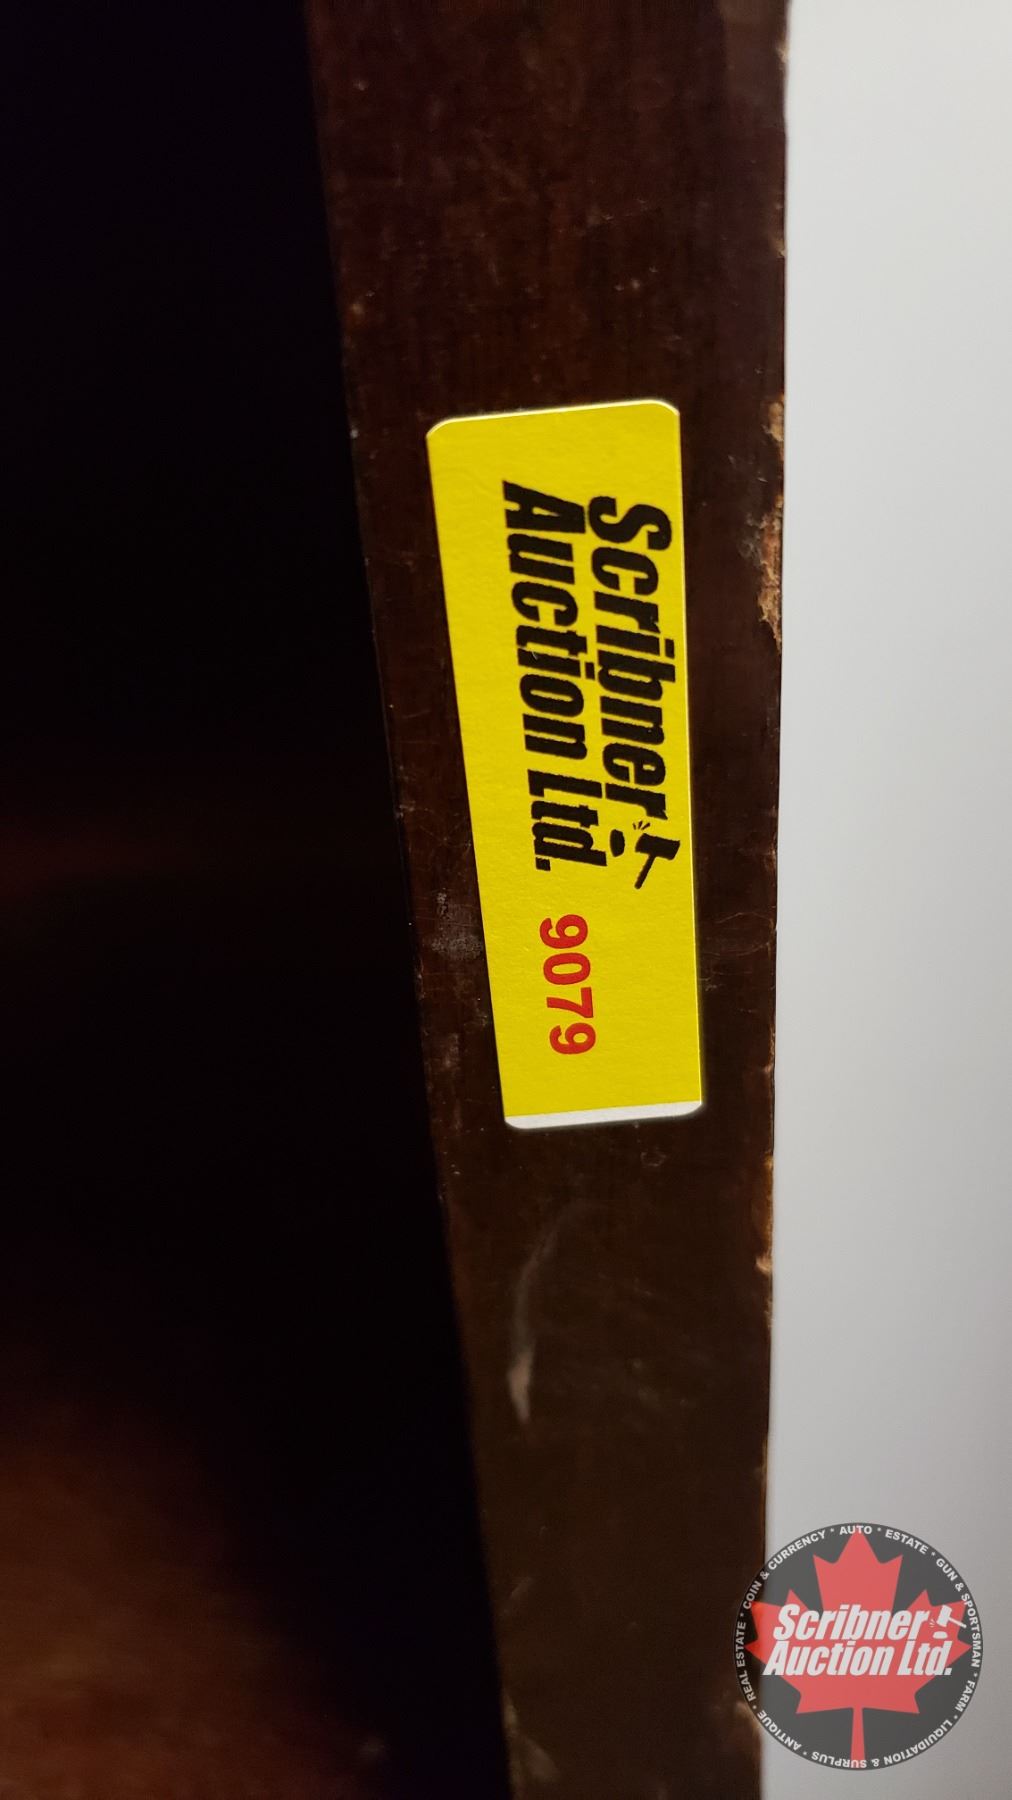 Scribner
Auction Ltd.
9079
COIN & CURRENCY * AUTO * ESTATE * GUN & SPORTSMAN * FARM * LIQUIDATION & SURPLUS * ANTIQUE * REAL ESTATE *
Scribner
Auction Ltd.